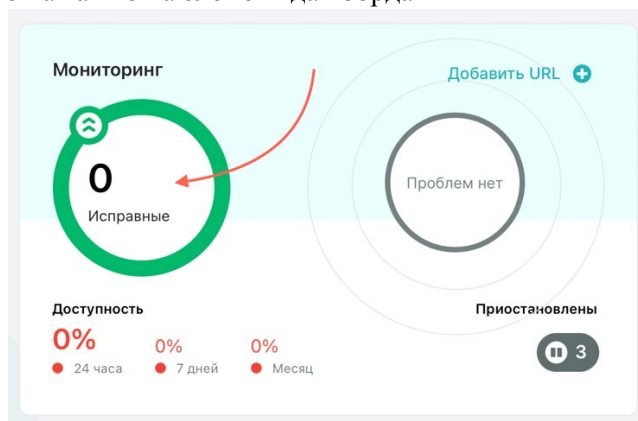 Мониторинг
Добавить URL
0
Исправные
Проблем нет
Доступность
Приостановлены
0%
0%
0%
3
24 часа
7 дней
Месяц